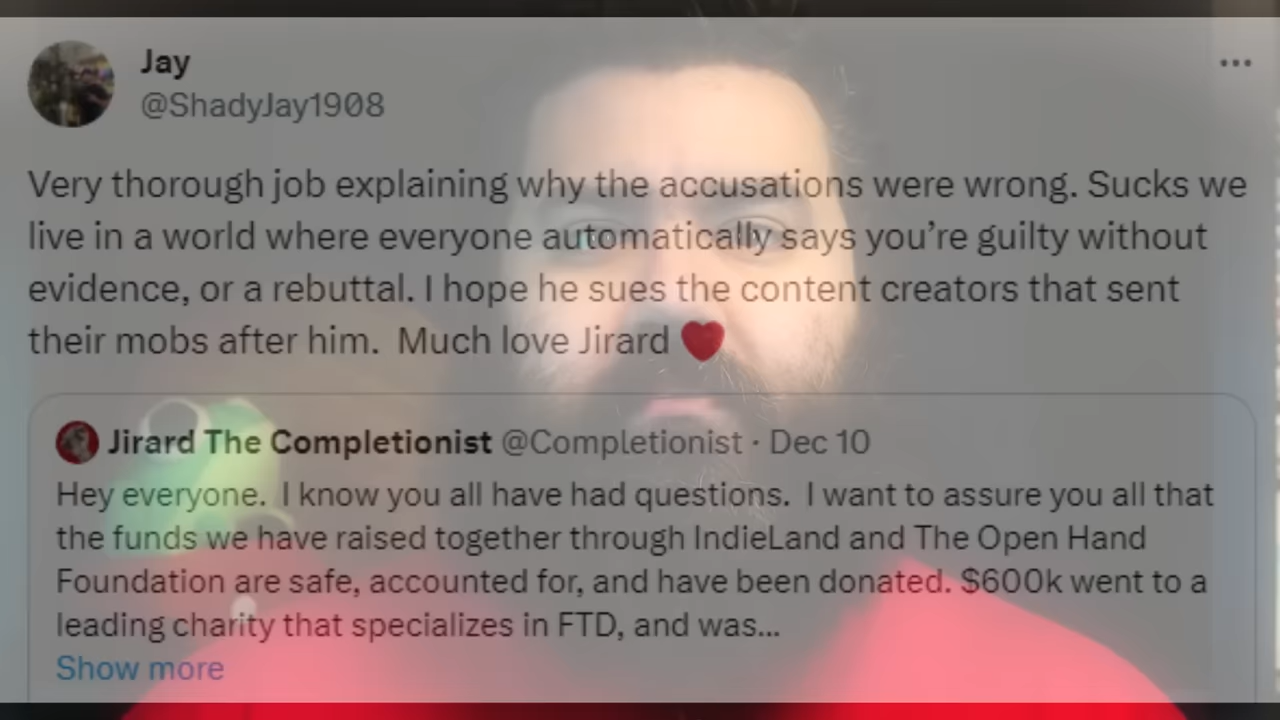 Jay
@ShadyJay1908
Very thorough job explaining why the accusations were wrong. Sucks we
live in a world where everyone automatically says you’re guilty without
evidence, or a rebuttal. I hope he sues the content creators that sent
their mobs after him.  Much love Jirard ❤️
Jirard The Completionist @Completionist · Dec 10
Hey everyone.  I know you all have had questions.  I want to assure you all that
the funds we have raised together through IndieLand and The Open Hand
Foundation are safe, accounted for, and have been donated. $600k went to a
leading charity that specializes in FTD, and was...
Show more